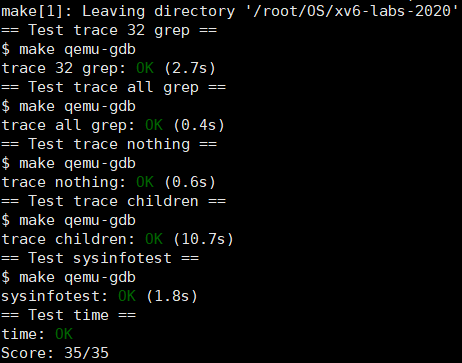 make[1]: Leaving directory '/root/OS/xv6-labs-2020'
== Test trace 32 grep ==
$ make qemu-gdb
trace 32 grep: OK (2.7s)
== Test trace all grep ==
$ make qemu-gdb
trace all grep: OK (0.4s)
== Test trace nothing ==
$ make qemu-gdb
trace nothing: OK (0.6s)
== Test trace children ==
$ make qemu-gdb
trace children: OK (10.7s)
== Test sysinfotest ==
$ make qemu-gdb
sysinfotest: OK (1.8s)
== Test time ==
time: OK
Score: 35/35